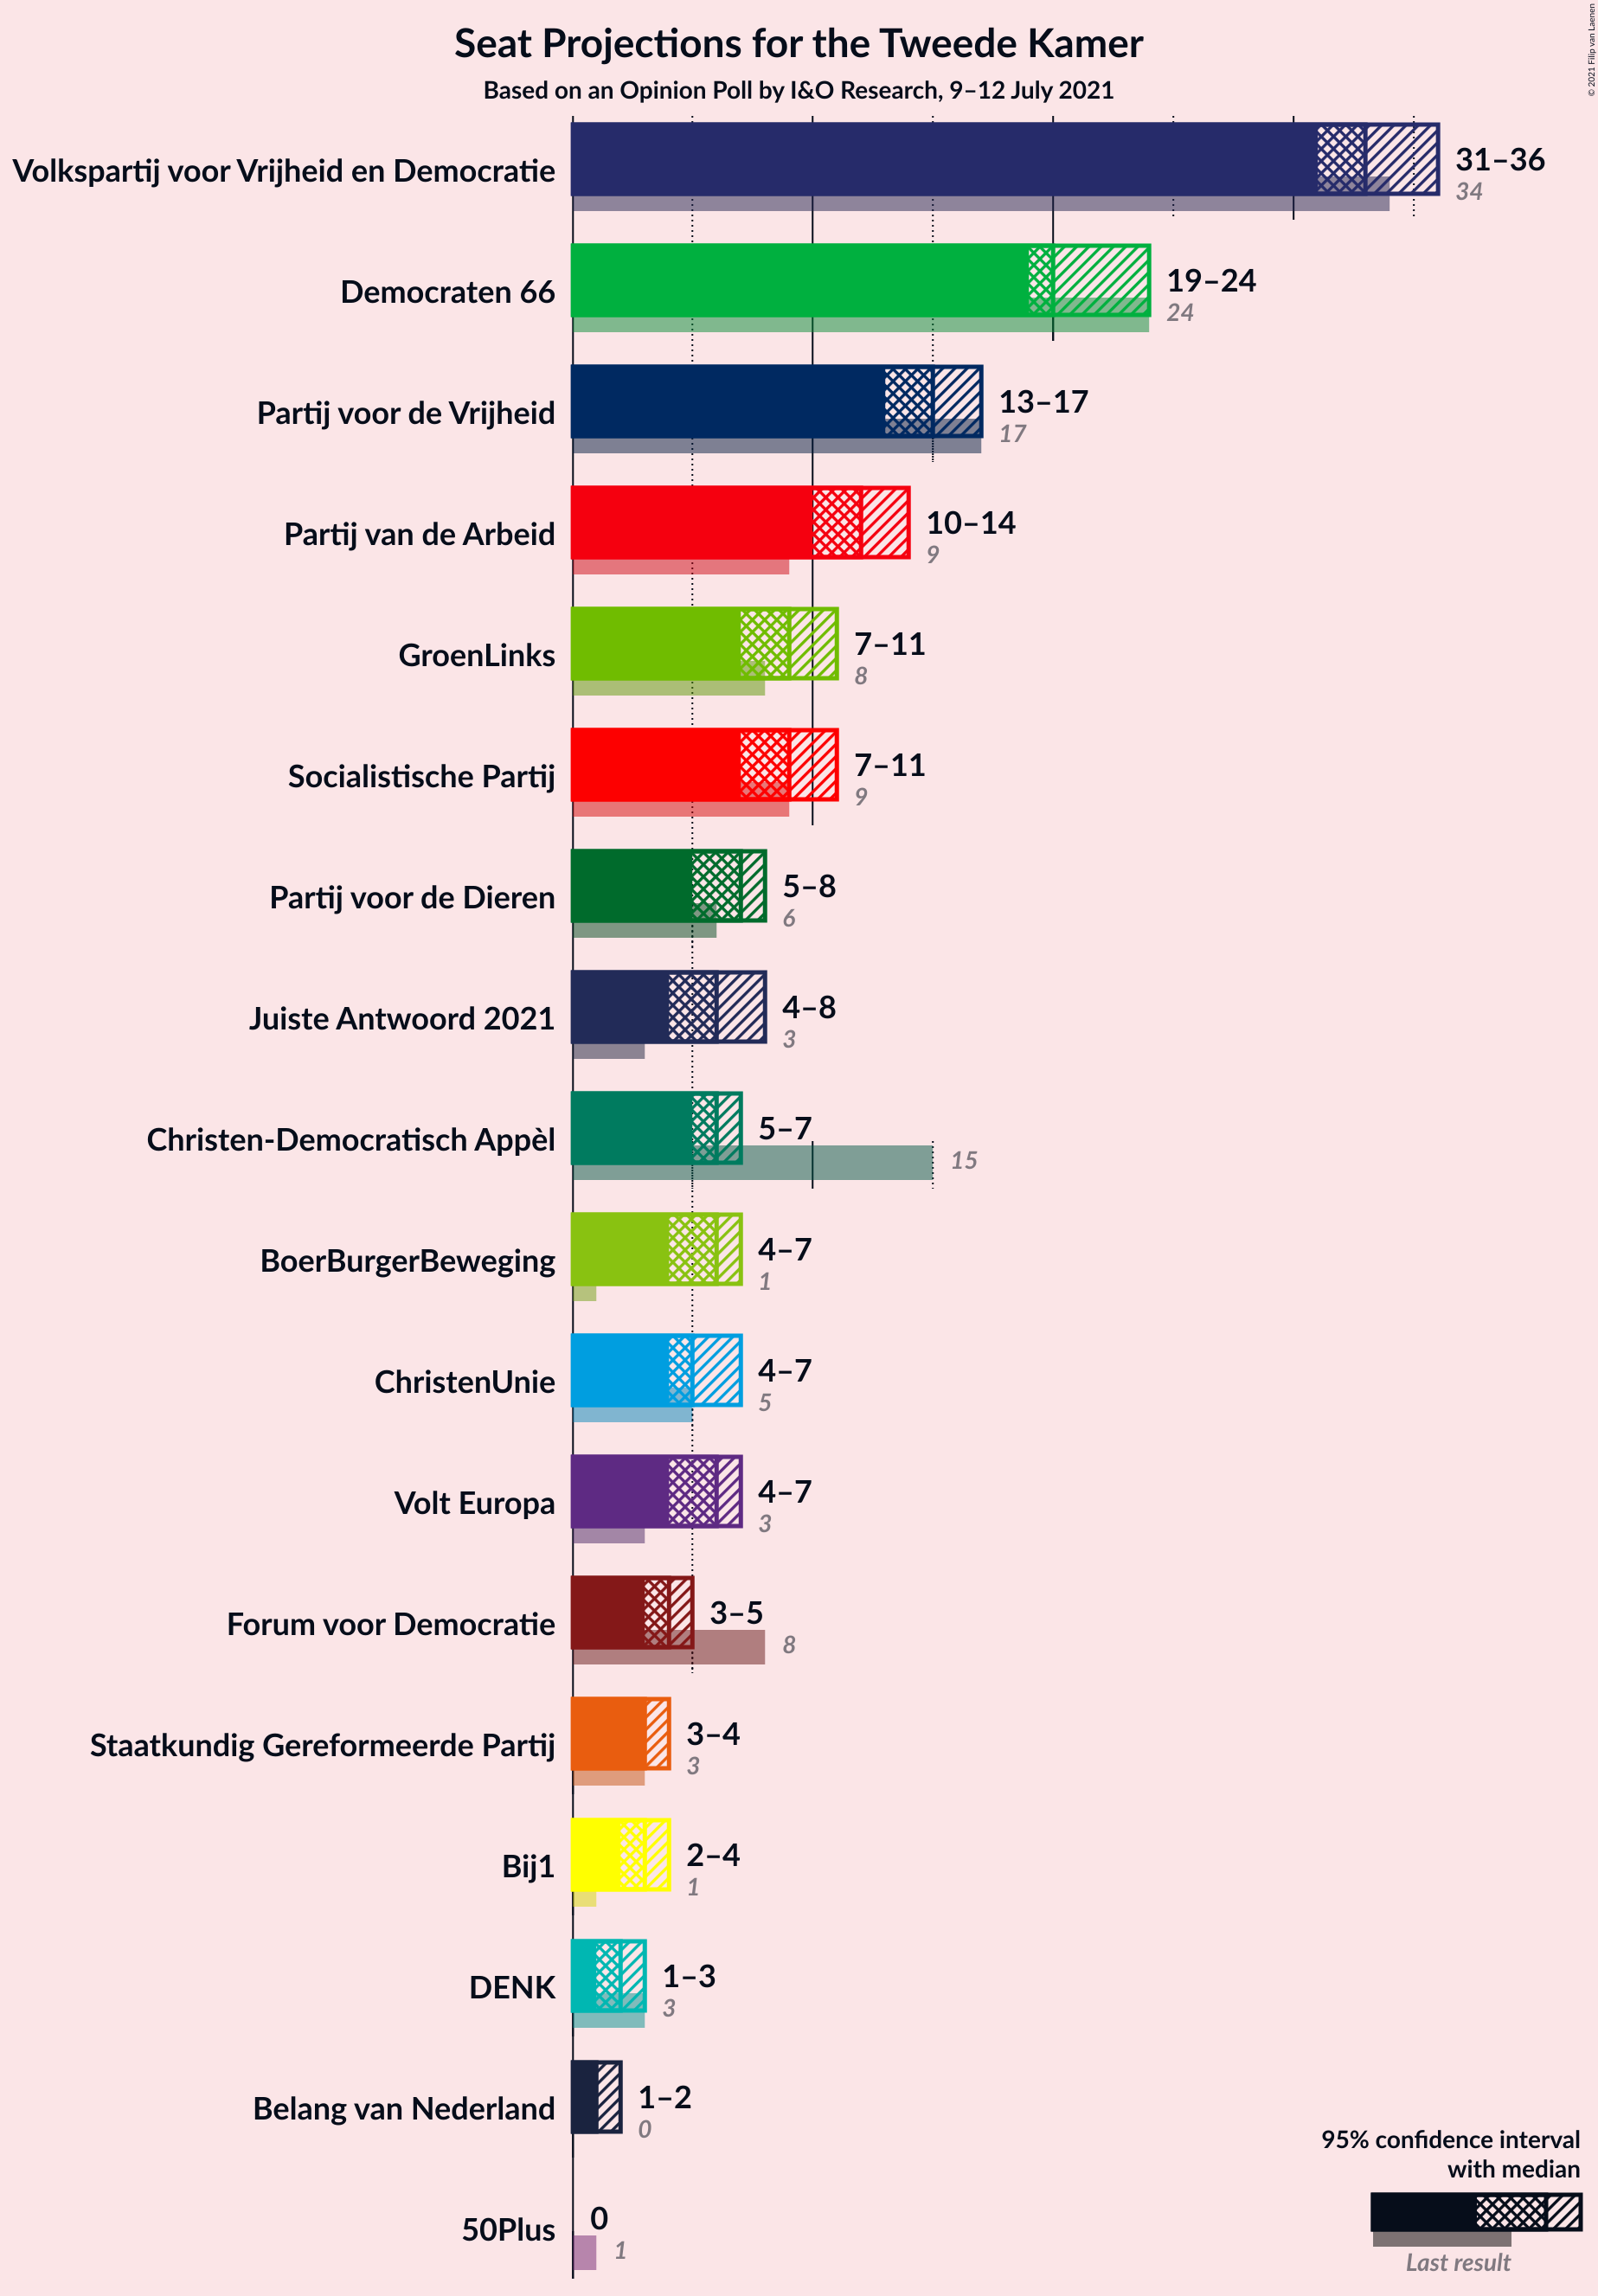 Seat Projections for the Tweede Kamer
Based on an Opinion Poll by I&O Research, 9–12 July 2021
© 2021 Filip van Laenen
Volkspartij voor Vrijheid en Democratie
31–36
34
Democraten 66
19–24
24
Partij voor de Vrijheid
13–17
17
Partij van de Arbeid
10–14
9
GroenLinks
7–11
8
Socialistische Partij
7–11
9
Partij voor de Dieren
5–8
6
Juiste Antwoord 2021
4–8
3
Christen-Democratisch Appèl
5–7
15
BoerBurgerBeweging
4–7
1
ChristenUnie
4–7
5
Volt Europa
4–7
3
Forum voor Democratie
3–5
8
Staatkundig Gereformeerde Partij
3–4
3
Bij1
2–4
1
DENK
1–3
3
Belang van Nederland
1–2
0
50Plus
0
1
95% confidence interval
with median
Last result